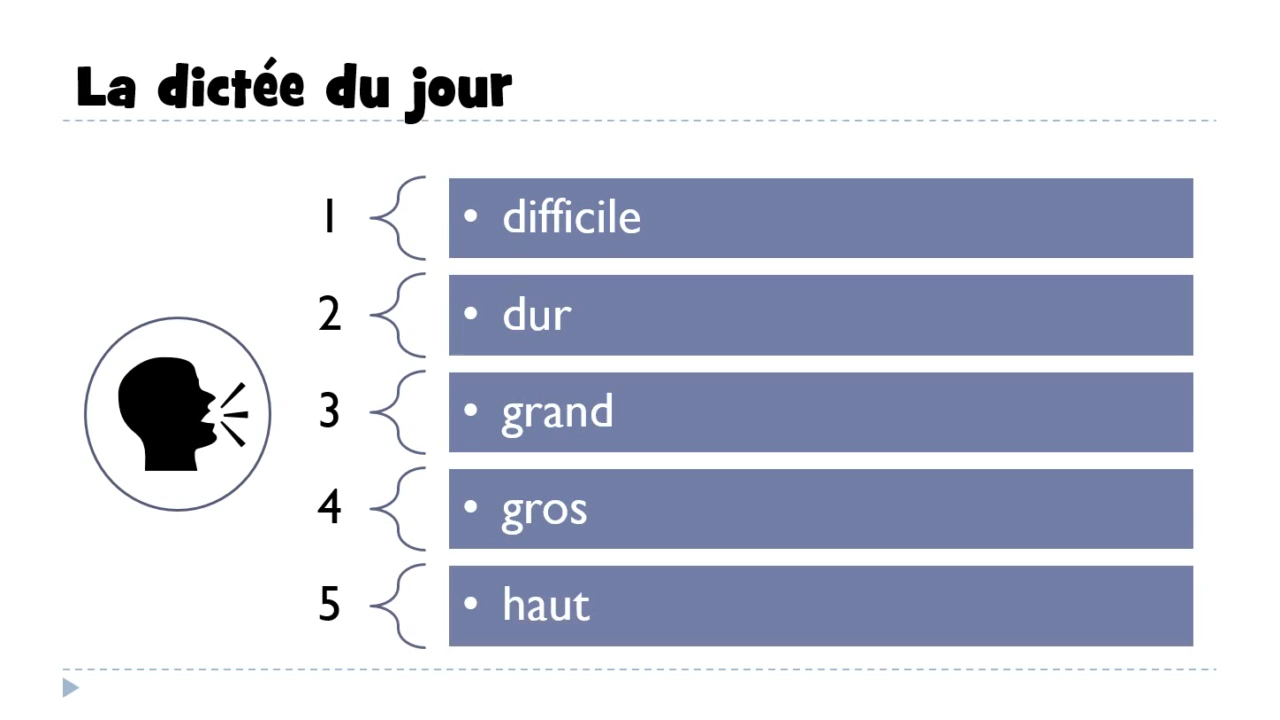 La dictée du jour
1 • difficile
2 • dur
3 • grand
4 • gros
5 • haut